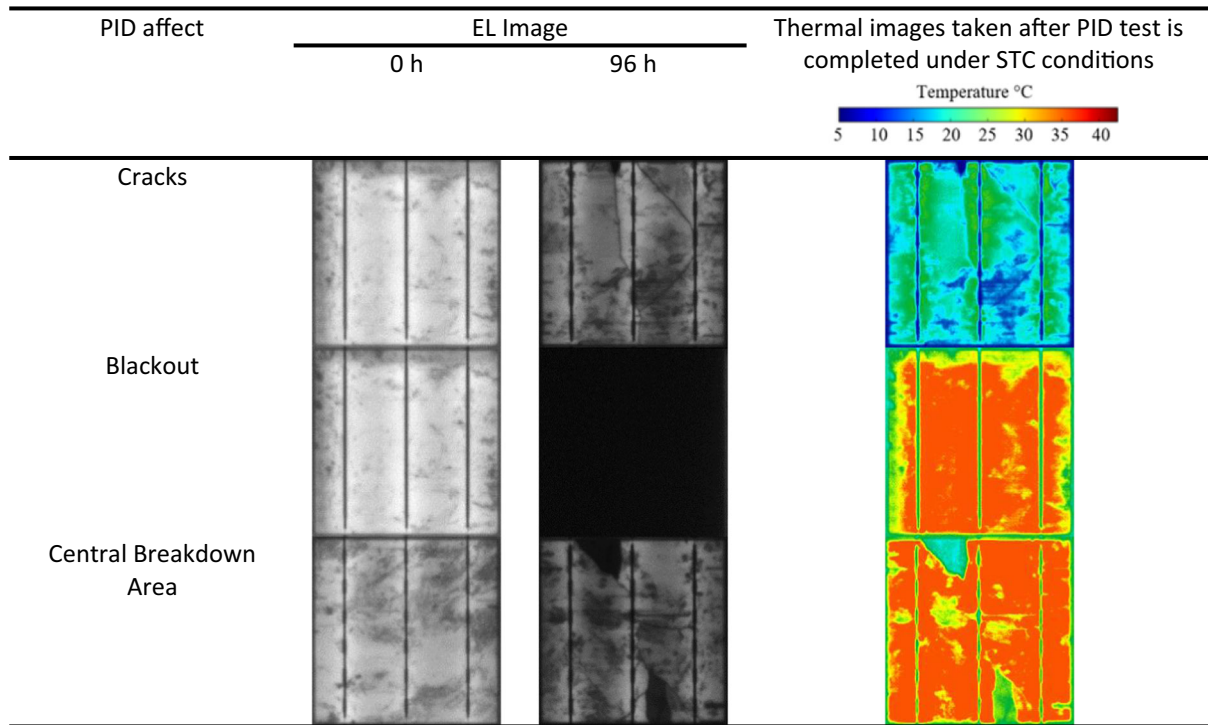 PID affect
EL Image
Thermal images taken after PID test is
completed under STC conditions
0 h
96 h
Temperature °C
5 10 15 20 25 30 35 40
Cracks
Blackout
Central Breakdown
Area